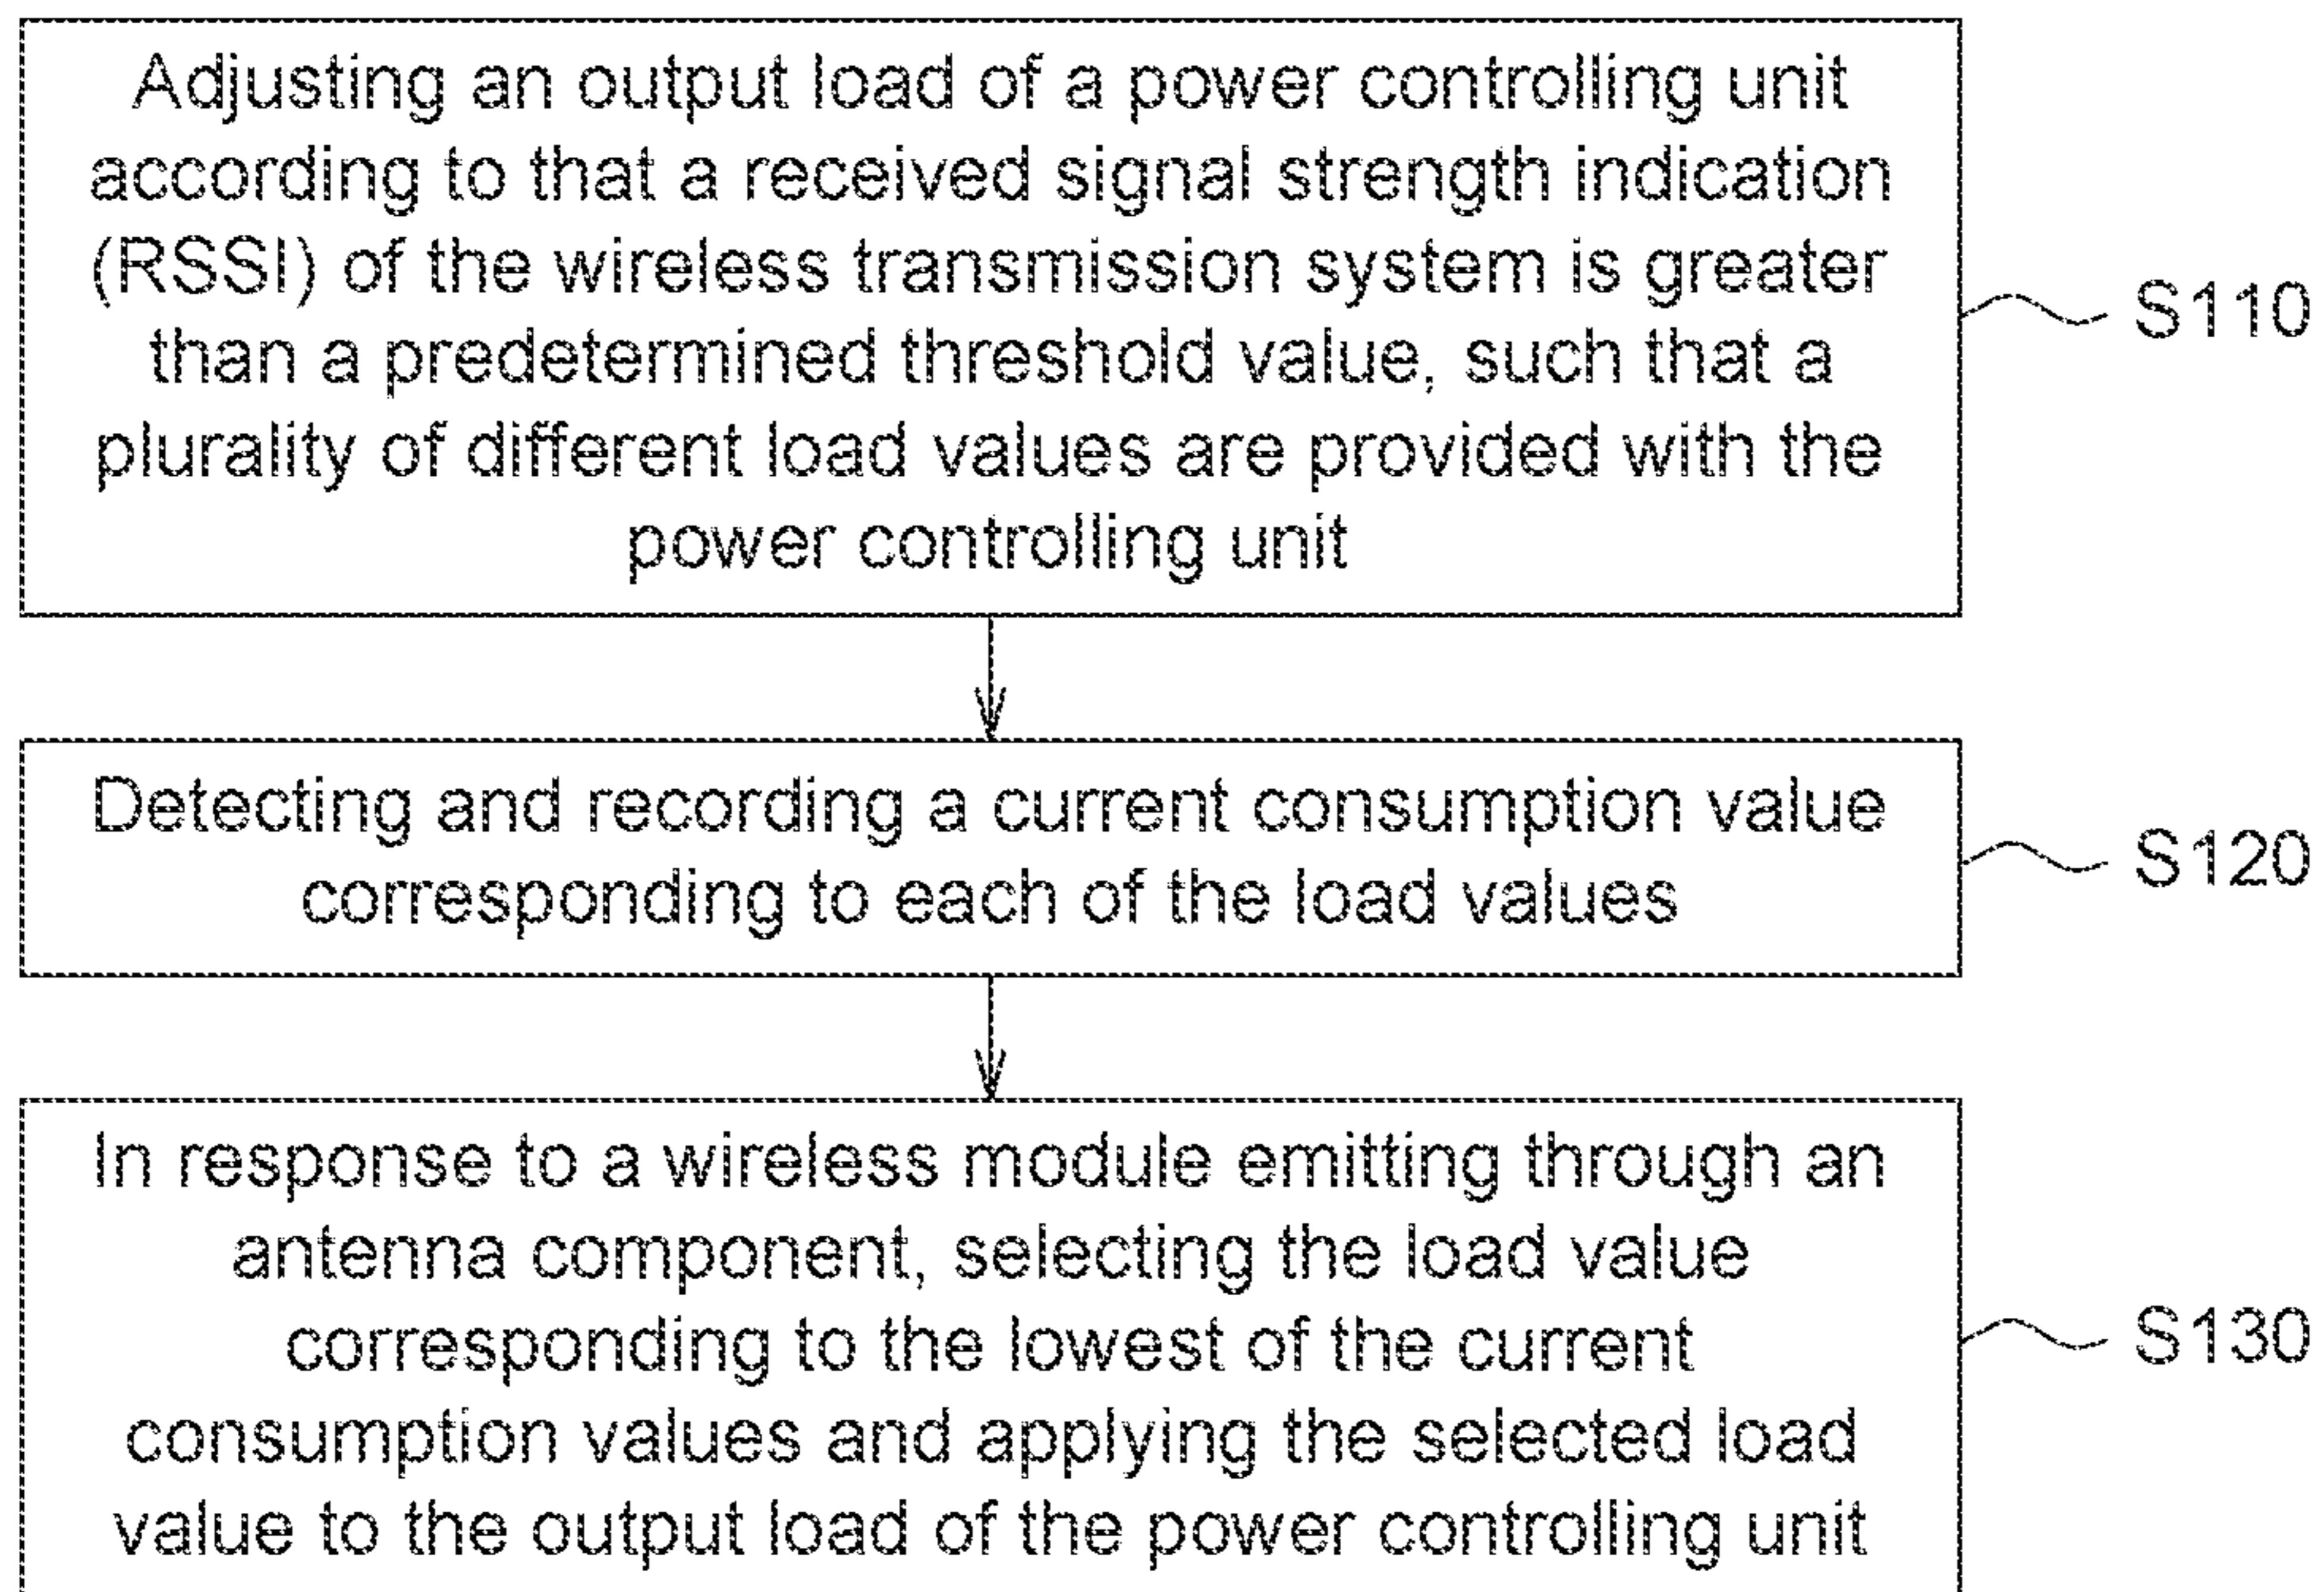 Adjusting an output load of a power controlling unit
according to that a received signal strength indication
(RSSI) of the wireless transmission system is greater
than a predetermined threshold value, such that a
plurality of different load values are provided with the
power controlling unit
S110
Detecting and recording a current consumption value
corresponding to each of the load values
S120
In response to a wireless module emitting through an
antenna component, selecting the load value
corresponding to the lowest of the current
consumption values and applying the selected load
value to the output load of the power controlling unit
S130